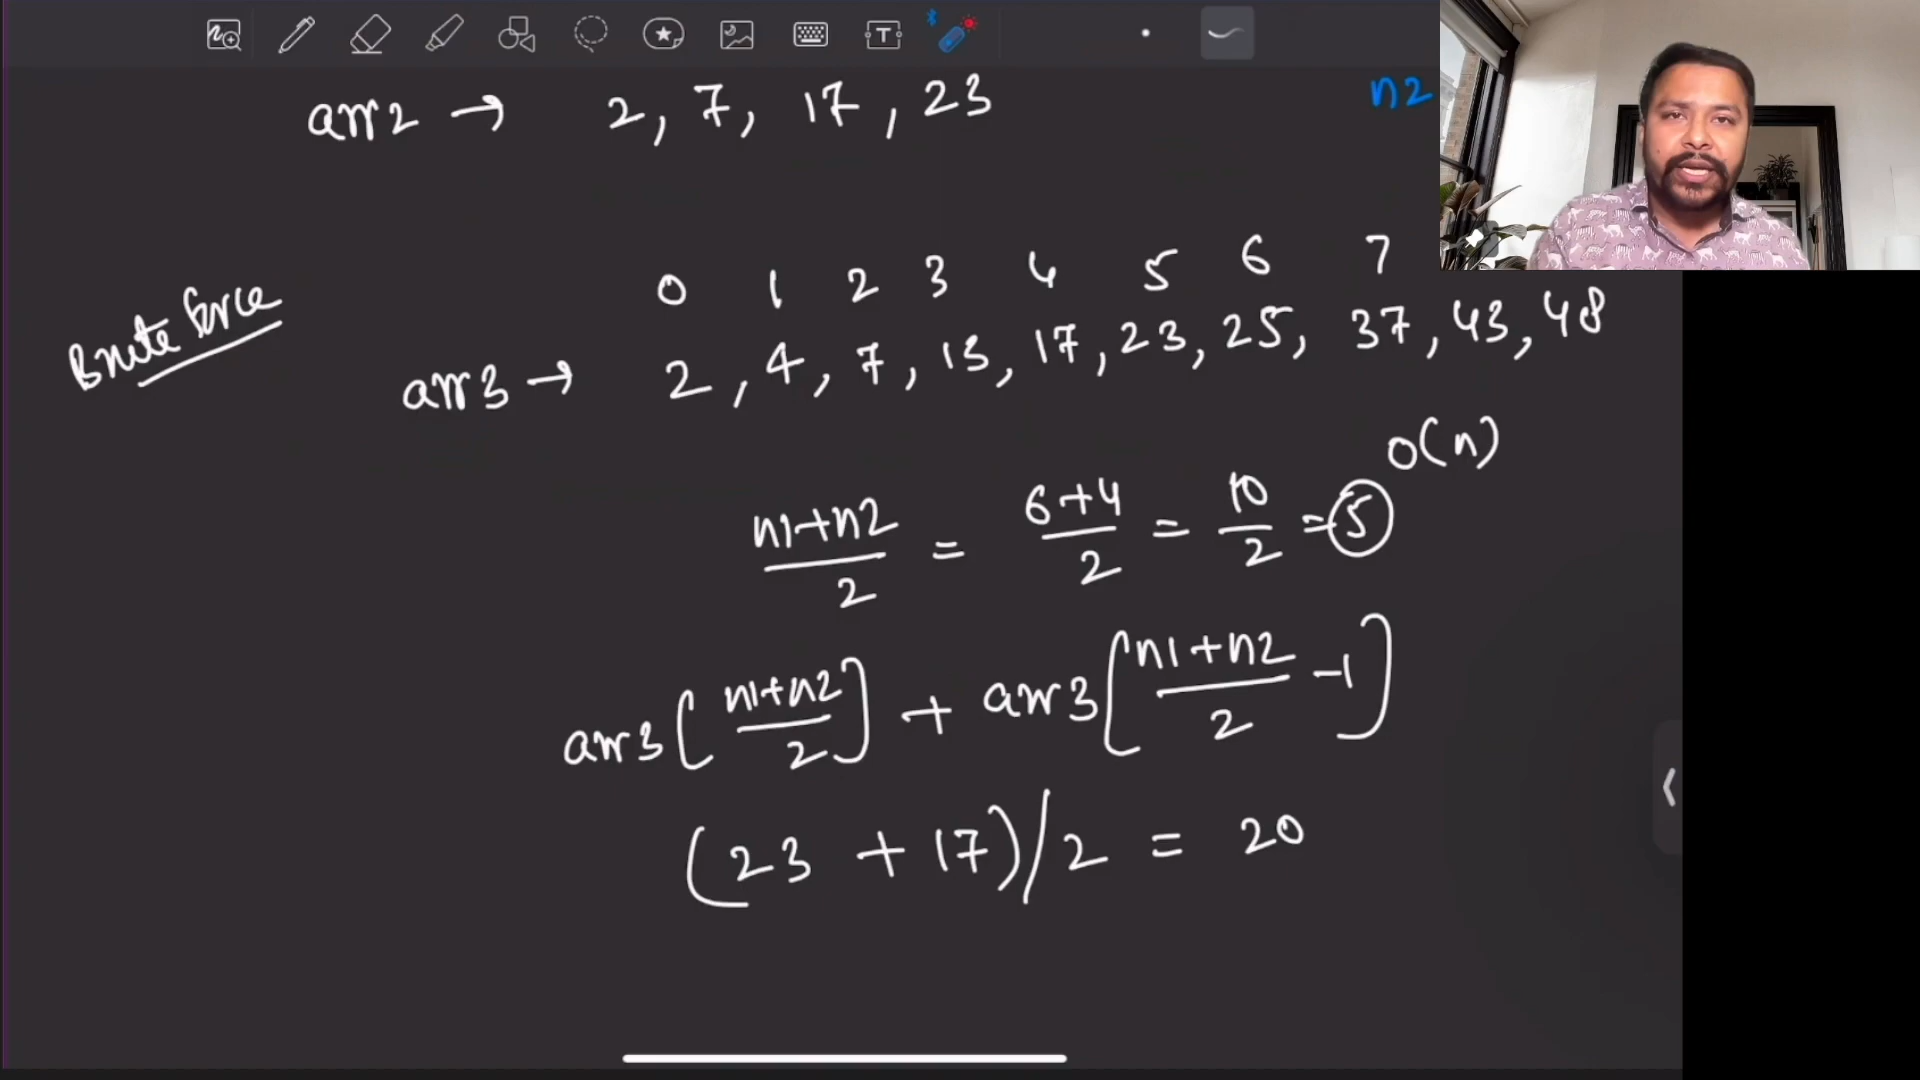 arr2 → 2, 7, 17, 23
n2
0 1 2 3 4 5 6 7
Brute force
arr3 → 2, 4, 7, 13, 17, 23, 25, 37, 43, 48
O(n)
n1+n2/2 = 6+4/2 = 10/2 = 5
arr3[n1+n2/2] + arr3[n1+n2/2 -1]
(23 + 17)/2 = 20